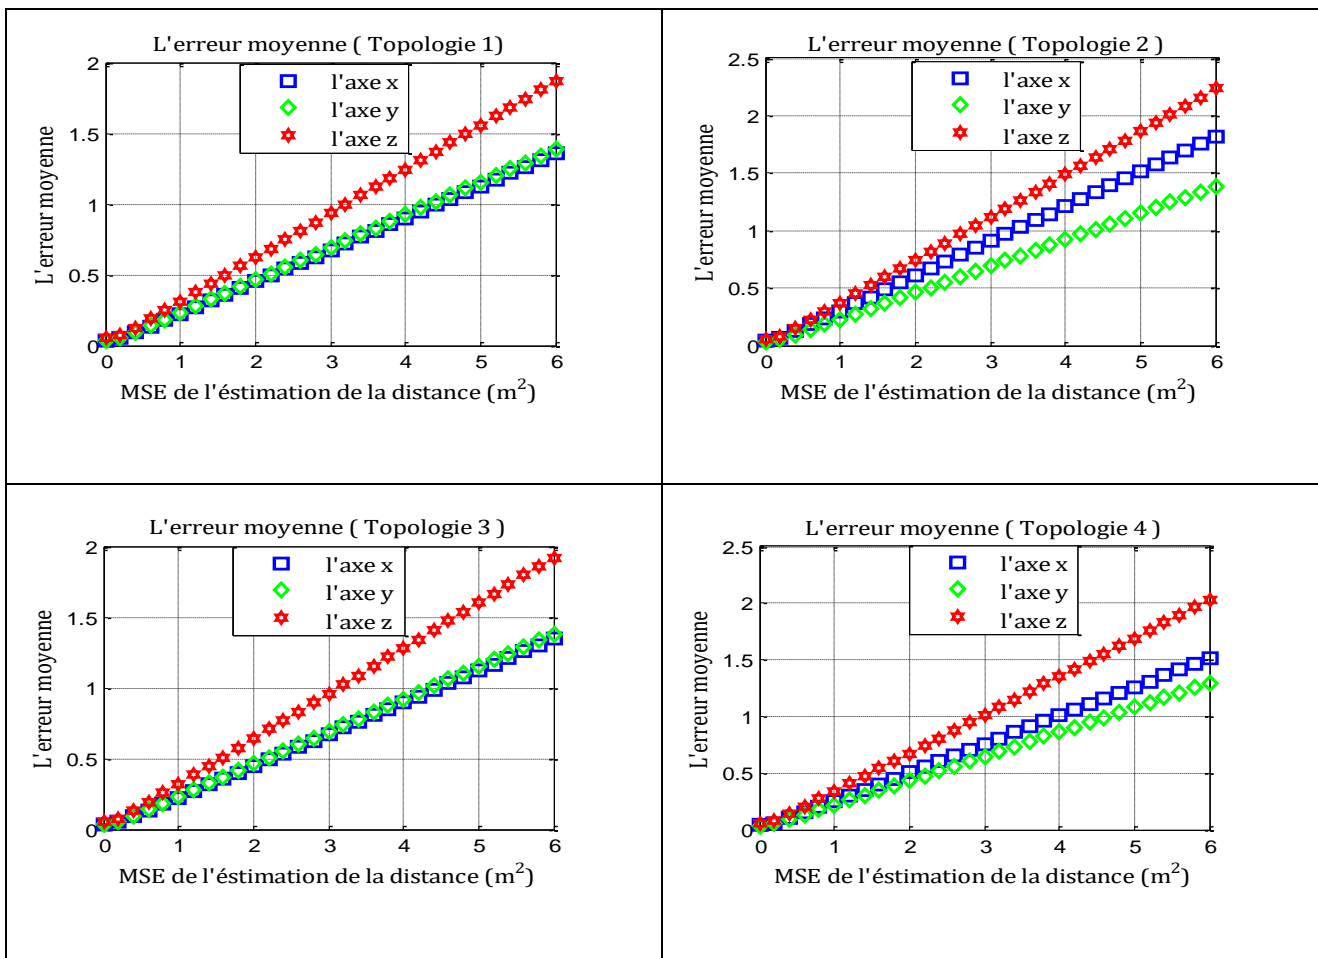 L'erreur moyenne ( Topologie 1)
2
1.5
1
0.5
0
L'erreur moyenne
l'axe x
l'axe y
l'axe z
0 1 2 3 4 5 6
MSE de l'éstimation de la distance (m²)
L'erreur moyenne ( Topologie 2 )
2.5
2
1.5
1
0.5
0
L'erreur moyenne
l'axe x
l'axe y
l'axe z
0 1 2 3 4 5 6
MSE de l'éstimation de la distance (m²)
L'erreur moyenne ( Topologie 3 )
2
1.5
1
0.5
0
L'erreur moyenne
l'axe x
l'axe y
l'axe z
0 1 2 3 4 5 6
MSE de l'éstimation de la distance (m²)
L'erreur moyenne ( Topologie 4 )
2.5
2
1.5
1
0.5
0
L'erreur moyenne
l'axe x
l'axe y
l'axe z
0 1 2 3 4 5 6
MSE de l'éstimation de la distance (m²)